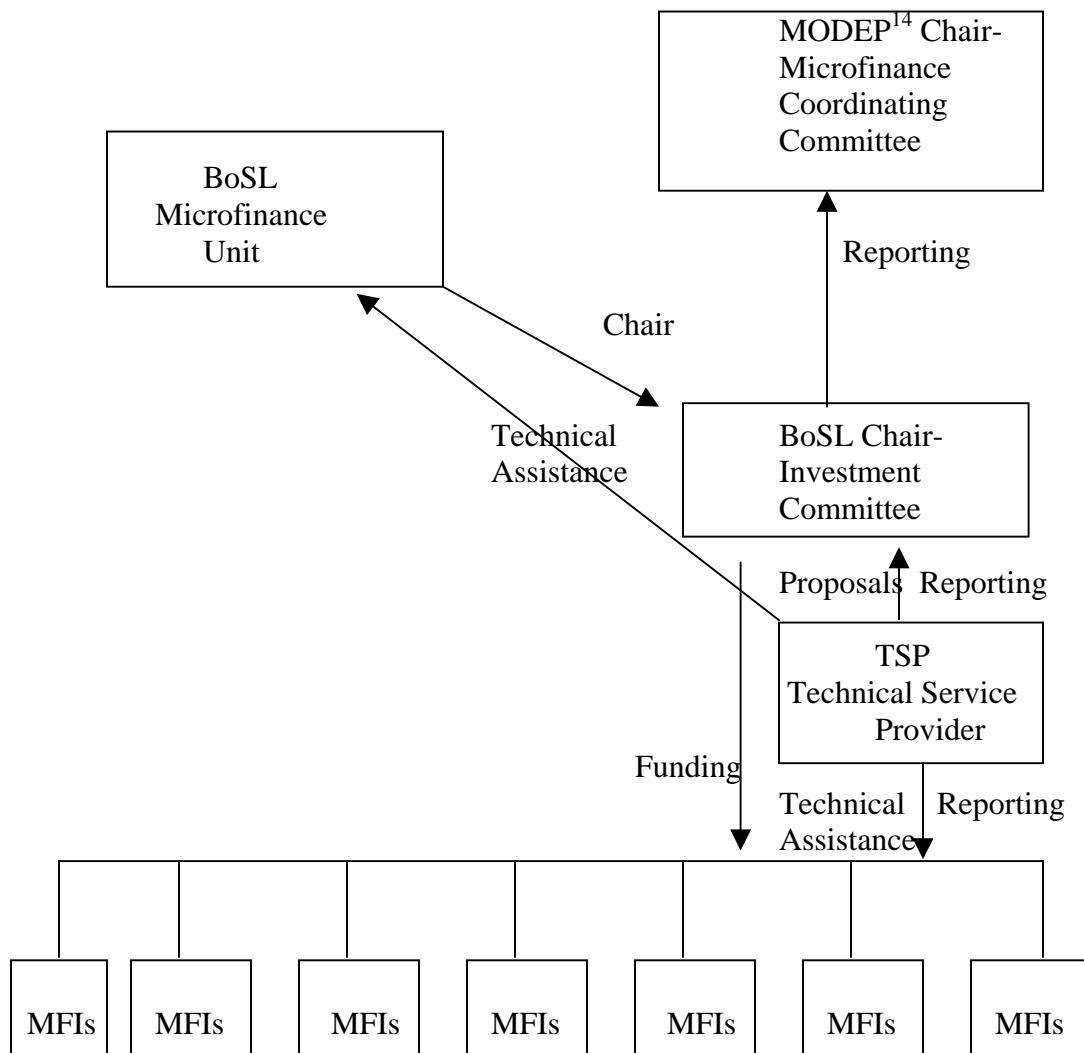 MODEP14 Chair-
Microfinance
Coordinating
Committee
BoSL
Microfinance
Unit
Reporting
Chair
Technical
Assistance
BoSL Chair-
Investment
Committee
Proposals Reporting
TSP
Technical Service
Provider
Funding
Technical Reporting
Assistance
MFIs MFIs MFIs MFIs MFIs MFIs MFIs